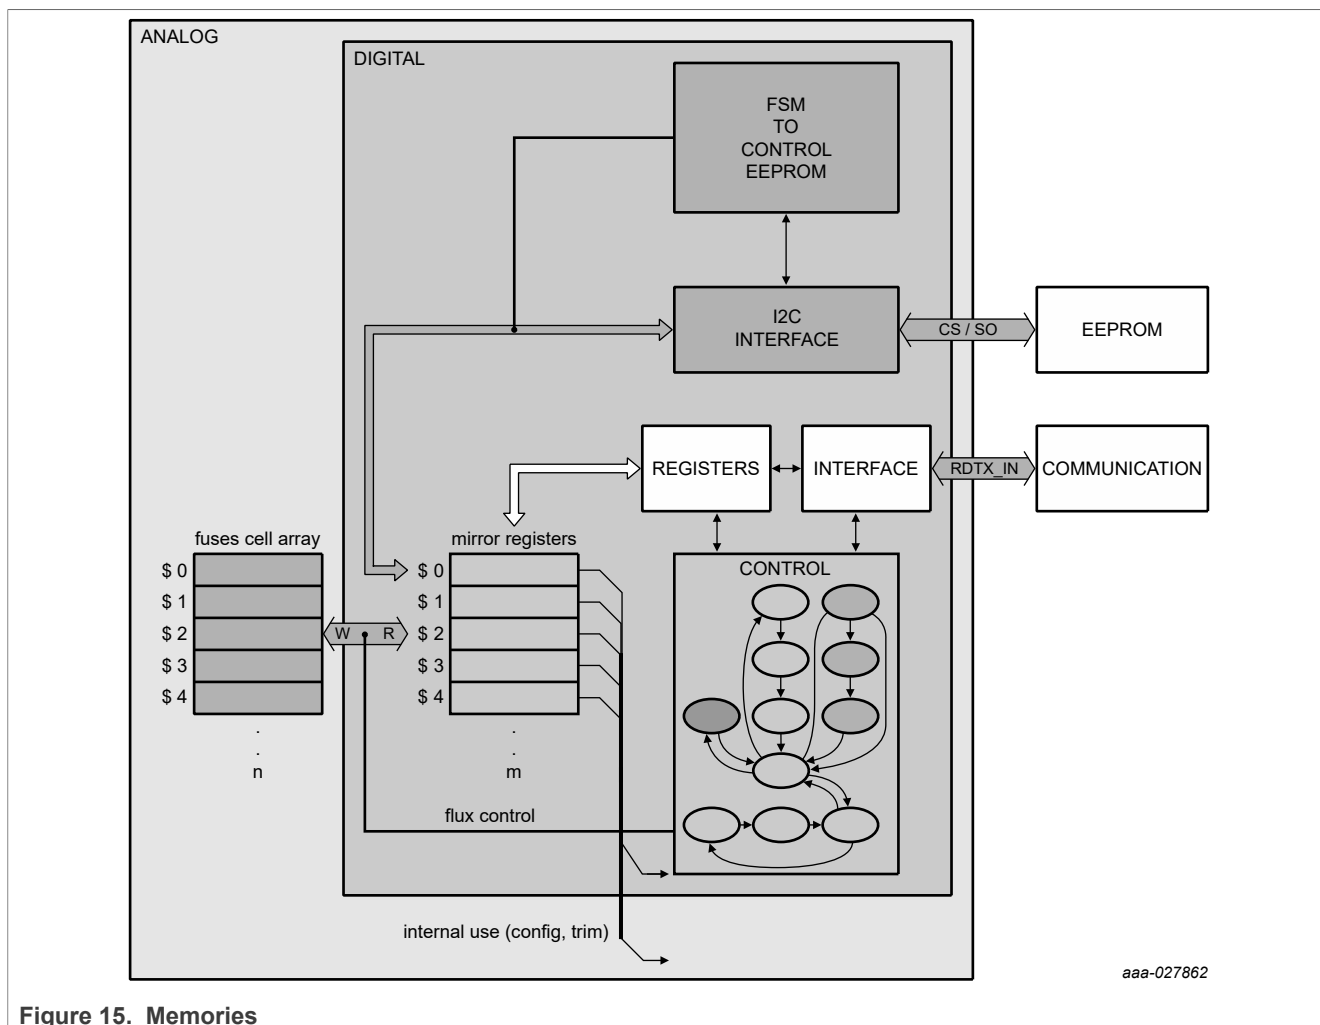 ANALOG
DIGITAL
FSM
TO
CONTROL
EEPROM
I2C
INTERFACE
CS / SO
EEPROM
REGISTERS
INTERFACE
RDTX_IN
COMMUNICATION
fuses cell array
mirror registers
CONTROL
$ 0
$ 1
$ 2
$ 3
$ 4
.
.
n
W
R
$ 0
$ 1
$ 2
$ 3
$ 4
.
.
m
flux control
internal use (config, trim)
aaa-027862
Figure 15. Memories